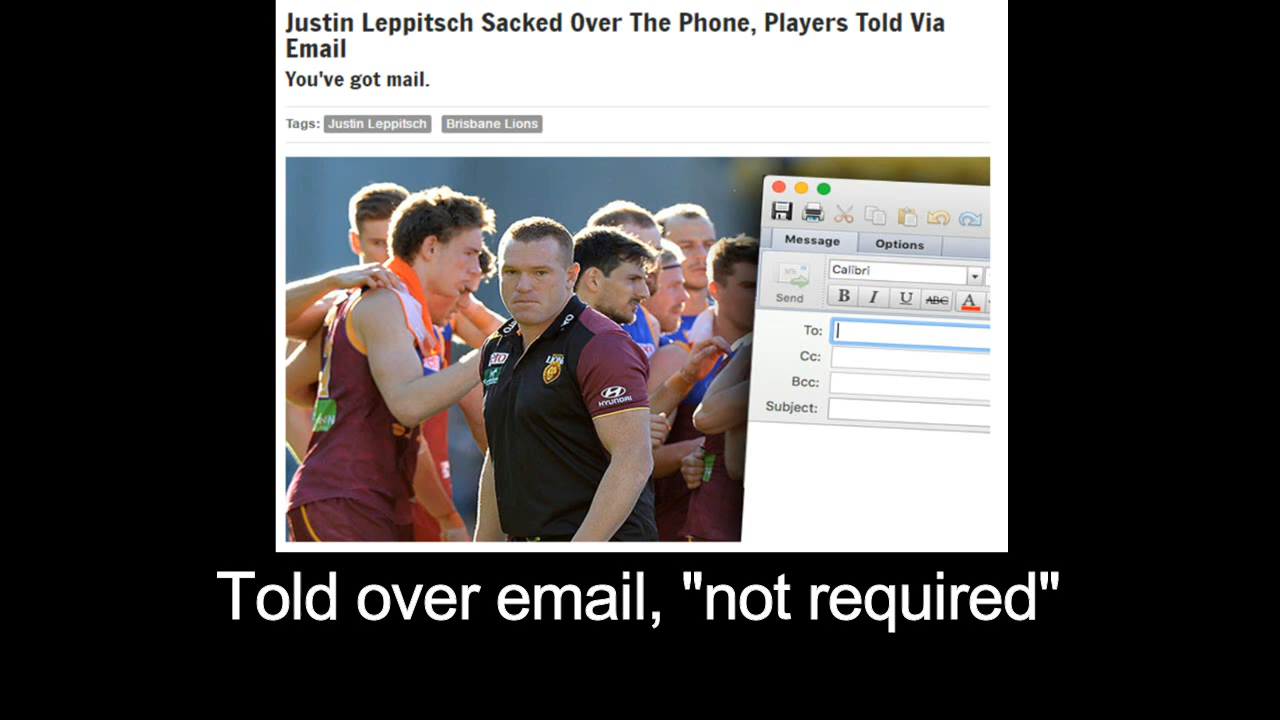 Justin Leppitsch Sacked Over The Phone, Players Told Via
Email
You've got mail.
Tags: Justin Leppitsch Brisbane Lions
Message Options
Calibri
Send
B I U ABC A
To:
Cc:
Bcc:
Subject:
LIONS
HYUNDAI
Told over email, "not required"